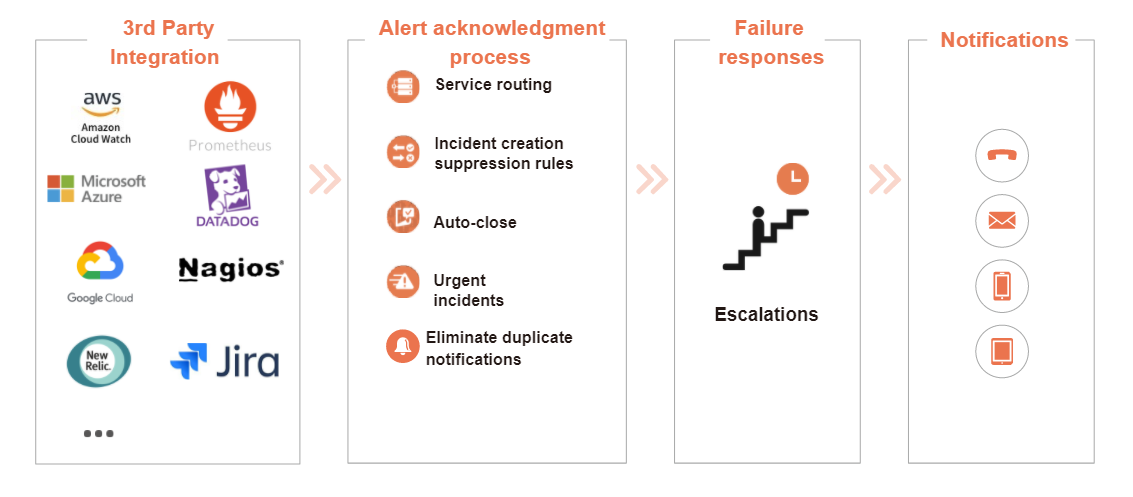 3rd Party
Integration
aws
Amazon
Cloud Watch
Prometheus
Microsoft
Azure
DATADOG
Google Cloud
Nagios®
New
Relic.
Jira
...
Alert acknowledgment
process
Service routing
Incident creation
suppression rules
Auto-close
Urgent
incidents
Eliminate duplicate
notifications
Failure
responses
Escalations
Notifications